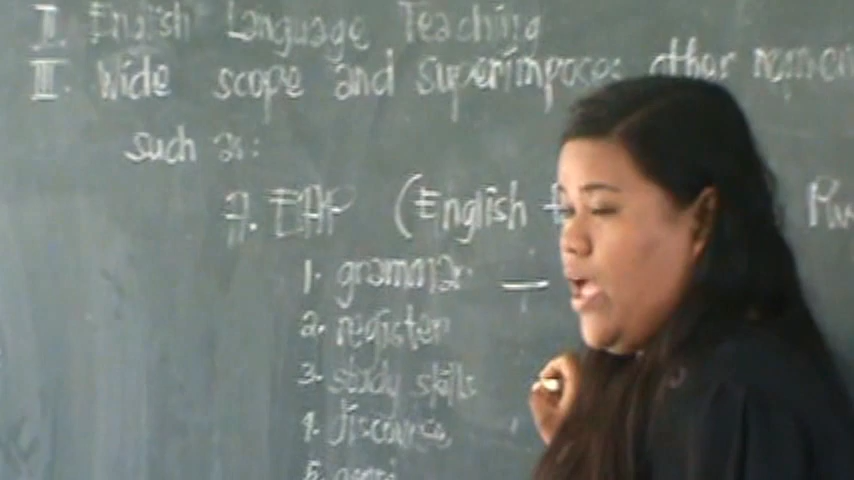 II. English Language Teaching
III. Wide scope and superimposes other
such as:
A. EAP (English
1. grammar —
2. register
3. study skills
4. discourse
5.